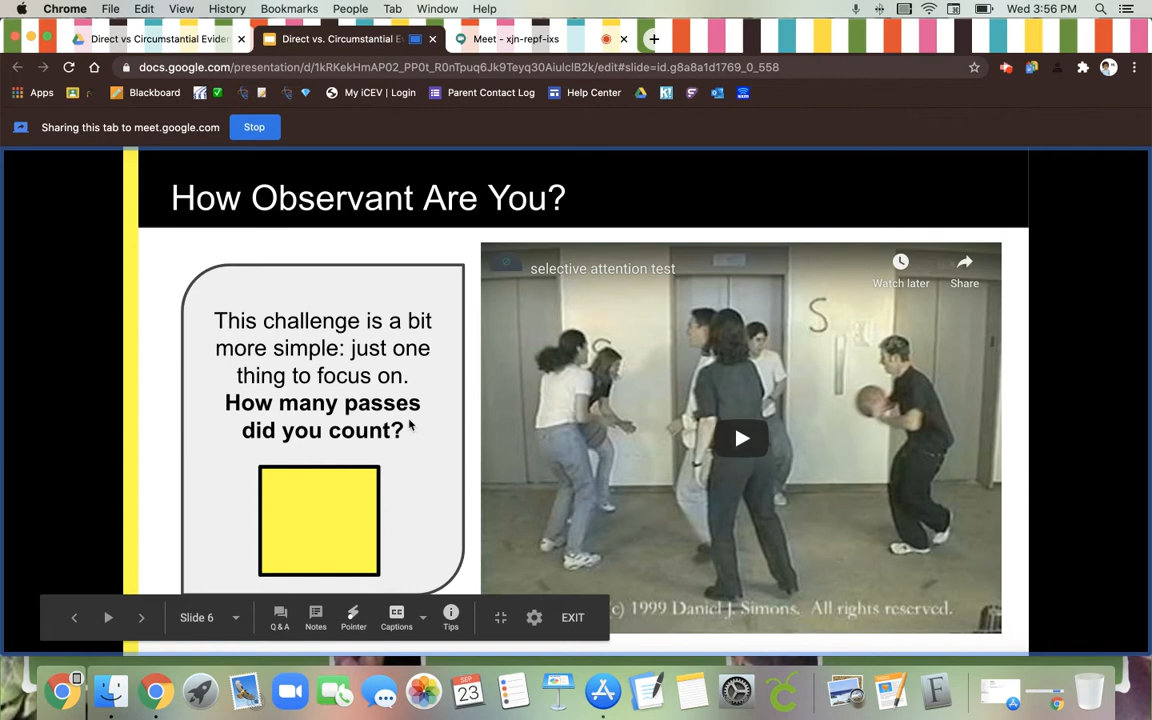 Chrome File Edit View History Bookmarks People Tab Window Help Wed 3:56 PM
Direct vs Circumstantial Eviden
Direct vs. Circumstantial E
Meet - xjn-repf-ixs
docs.google.com/presentation/d/1kRKekHmAP02_PP0t_R0nTpuq6Jk9Teyq30AiulclB2k/edit#slide=id.g8a8a1d1769_0_558
Apps Blackboard My iCEV | Login Parent Contact Log Help Center
Sharing this tab to meet.google.com Stop
How Observant Are You?
This challenge is a bit
more simple: just one
thing to focus on.
How many passes
did you count?
selective attention test
Watch later Share
S
S
c) 1999 Daniel J. Simons. All rights reserved.
Slide 6 Q & A Notes Pointer Captions Tips EXIT
SEP
23